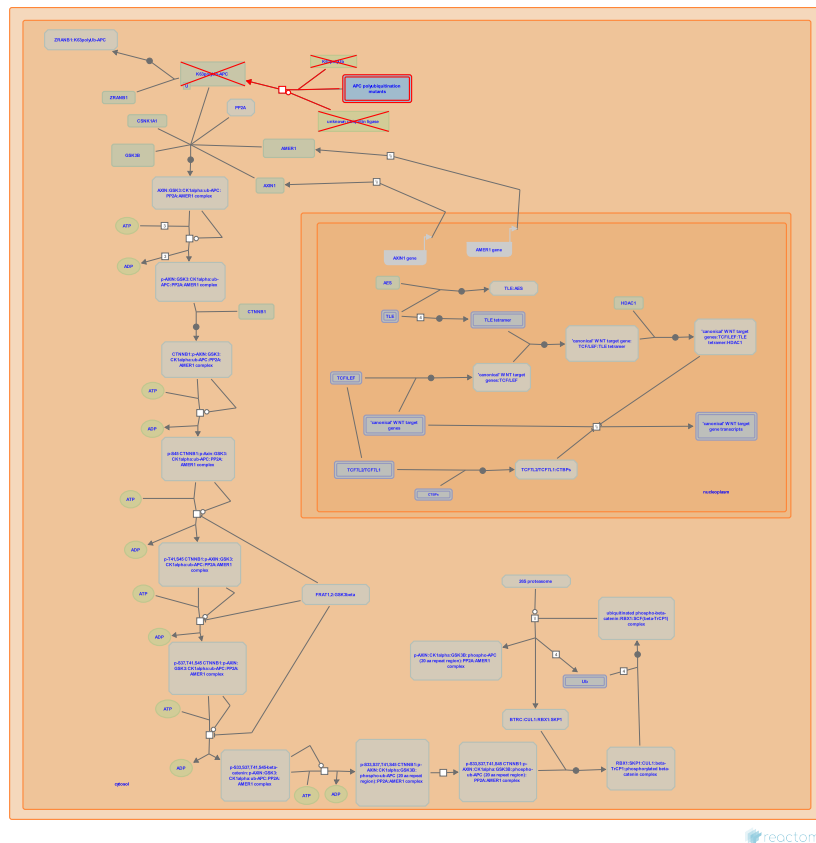 ZRANB1:K63polyUb-APC
K63polyUb-APC
APC polyubiquitination
mutants
ZRANB1
PP2A
CSNK1A1
GSK3B
AMER1
AXIN1
AXIN:GSK3:CK1alpha:ub-APC:
PP2A:AMER1 complex
ATP
ADP
p-AXIN:GSK3:CK1alpha:ub-
APC:PP2A:AMER1 complex
CTNNB1
CTNNB1:p-AXIN:GSK3:
CK1alpha:ub-APC:PP2A:
AMER1 complex
ATP
ADP
p-S45 CTNNB1:p-Axin:GSK3:
CK1alpha:ub-APC:PP2A:
AMER1 complex
ATP
ADP
p-T41,S45 CTNNB1:p-AXIN:GSK3:
CK1alpha:ub-APC:PP2A:AMER1
complex
ATP
FRAT1,2:GSK3beta
ADP
p-S37,T41,S45 CTNNB1:p-AXIN:
GSK3:CK1alpha:ub-APC:PP2A:
AMER1 complex
ATP
ADP
p-S33,S37,T41,S45-beta-
catenin:p-AXIN:GSK3:
CK1alpha:ub-APC:PP2A:
AMER1 complex
ATP
ADP
p-S33,S37,T41,S45 CTNNB1:p-
AXIN:CK1alpha:GSK3B:
phospho-ub-APC (20 aa repeat
region):PP2A:AMER1 complex
p-S33,S37,T41,S45 CTNNB1:p-
AXIN:CK1alpha:GSK3B:phospho-
ub-APC (20 aa repeat region):
PP2A:AMER1 complex
AXIN1 gene
AMER1 gene
AES
TLE:AES
TLE
TLE tetramer
HDAC1
'canonical' WNT target gene:
TCF/LEF:TLE tetramer
'canonical' WNT target
genes:TCF/LEF:TLE
tetramer:HDAC1
TCF/LEF
'canonical' WNT target
genes:TCF/LEF
'canonical' WNT target
genes
'canonical' WNT target
gene transcripts
TCF7L2/TCF7L1
TCF7L2/TCF7L1:CTBPs
CTBPs
nucleoplasm
26S proteasome
ubiquitinated phospho-beta-
catenin:RBX1:SCF(beta-TrCP1)
complex
p-AXIN:CK1alpha:GSK3B:phospho-APC
(20 aa repeat region):PP2A:AMER1
complex
Ub
BTRC:CUL1:RBX1:SKP1
RBX1:SKP1:CUL1:beta-
TrCP1:phosphorylated beta-
catenin complex
cytosol
reactom